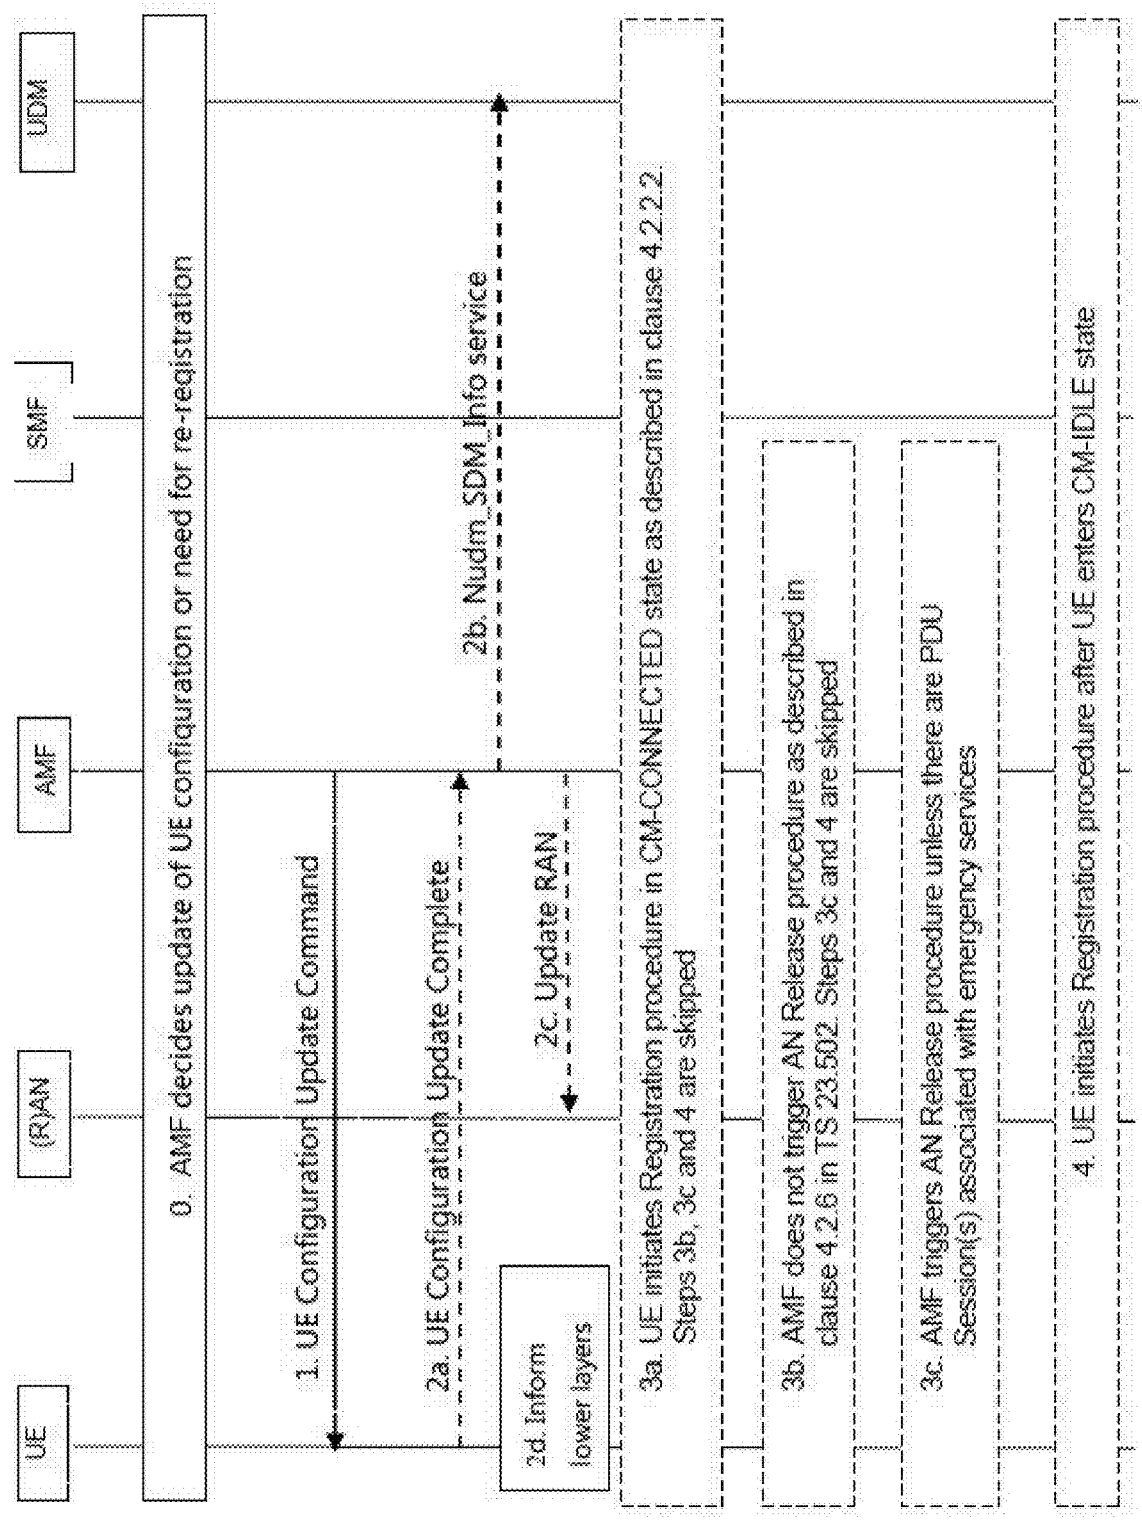 UE
(R)AN
AMF
SMF
UDM
0. AMF decides update of UE configuration or need for re-registration
1. UE Configuration Update Command
2a. UE Configuration Update Complete
2b. Nudm_SDM_Info service
2c. Update RAN
2d. Inform
lower layers
3a. UE initiates Registration procedure in CM-CONNECTED state as described in clause 4.2.2.2.
Steps 3b, 3c and 4 are skipped
3b. AMF does not trigger AN Release procedure as described in
clause 4.2.6 in TS 23.502. Steps 3c and 4 are skipped
3c. AMF triggers AN Release procedure unless there are PDU
Session(s) associated with emergency services
4. UE initiates Registration procedure after UE enters CM-IDLE state